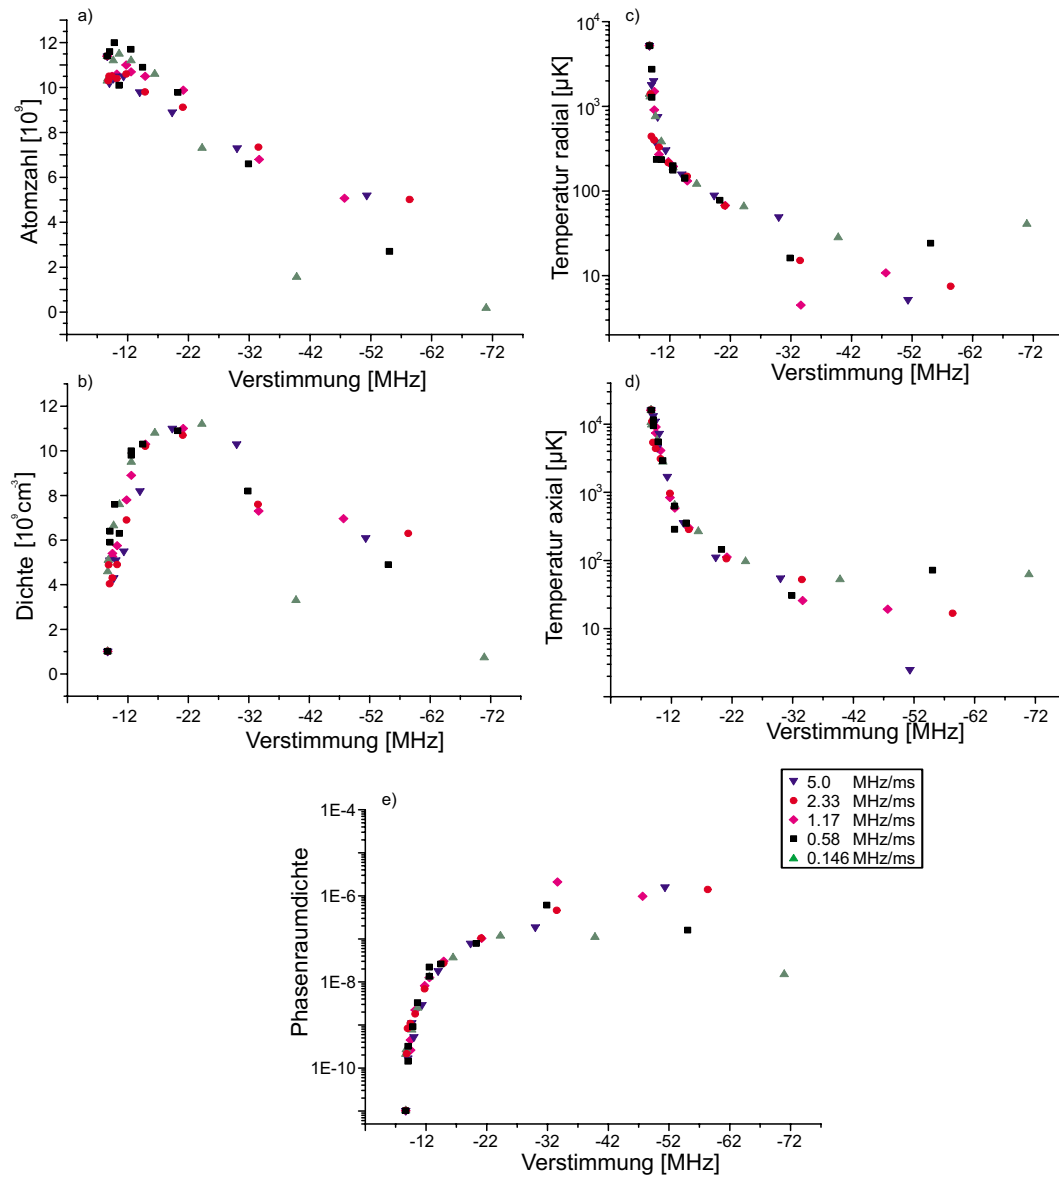 a)
Atomzahl [10⁹]
12
10
8
6
4
2
0
-12 -22 -32 -42 -52 -62 -72
Verstimmung [MHz]
c)
Temperatur radial [µK]
10⁴
10³
100
10
-12 -22 -32 -42 -52 -62 -72
Verstimmung [MHz]
b)
Dichte [10⁹cm⁻³]
12
10
8
6
4
2
0
-12 -22 -32 -42 -52 -62 -72
Verstimmung [MHz]
d)
Temperatur axial [µK]
10⁴
10³
10²
10
-12 -22 -32 -42 -52 -62 -72
Verstimmung [MHz]
e)
Phasenraumdichte
1E-4
1E-6
1E-8
1E-10
-12 -22 -32 -42 -52 -62 -72
Verstimmung [MHz]
5.0 MHz/ms
2.33 MHz/ms
1.17 MHz/ms
0.58 MHz/ms
0.146 MHz/ms